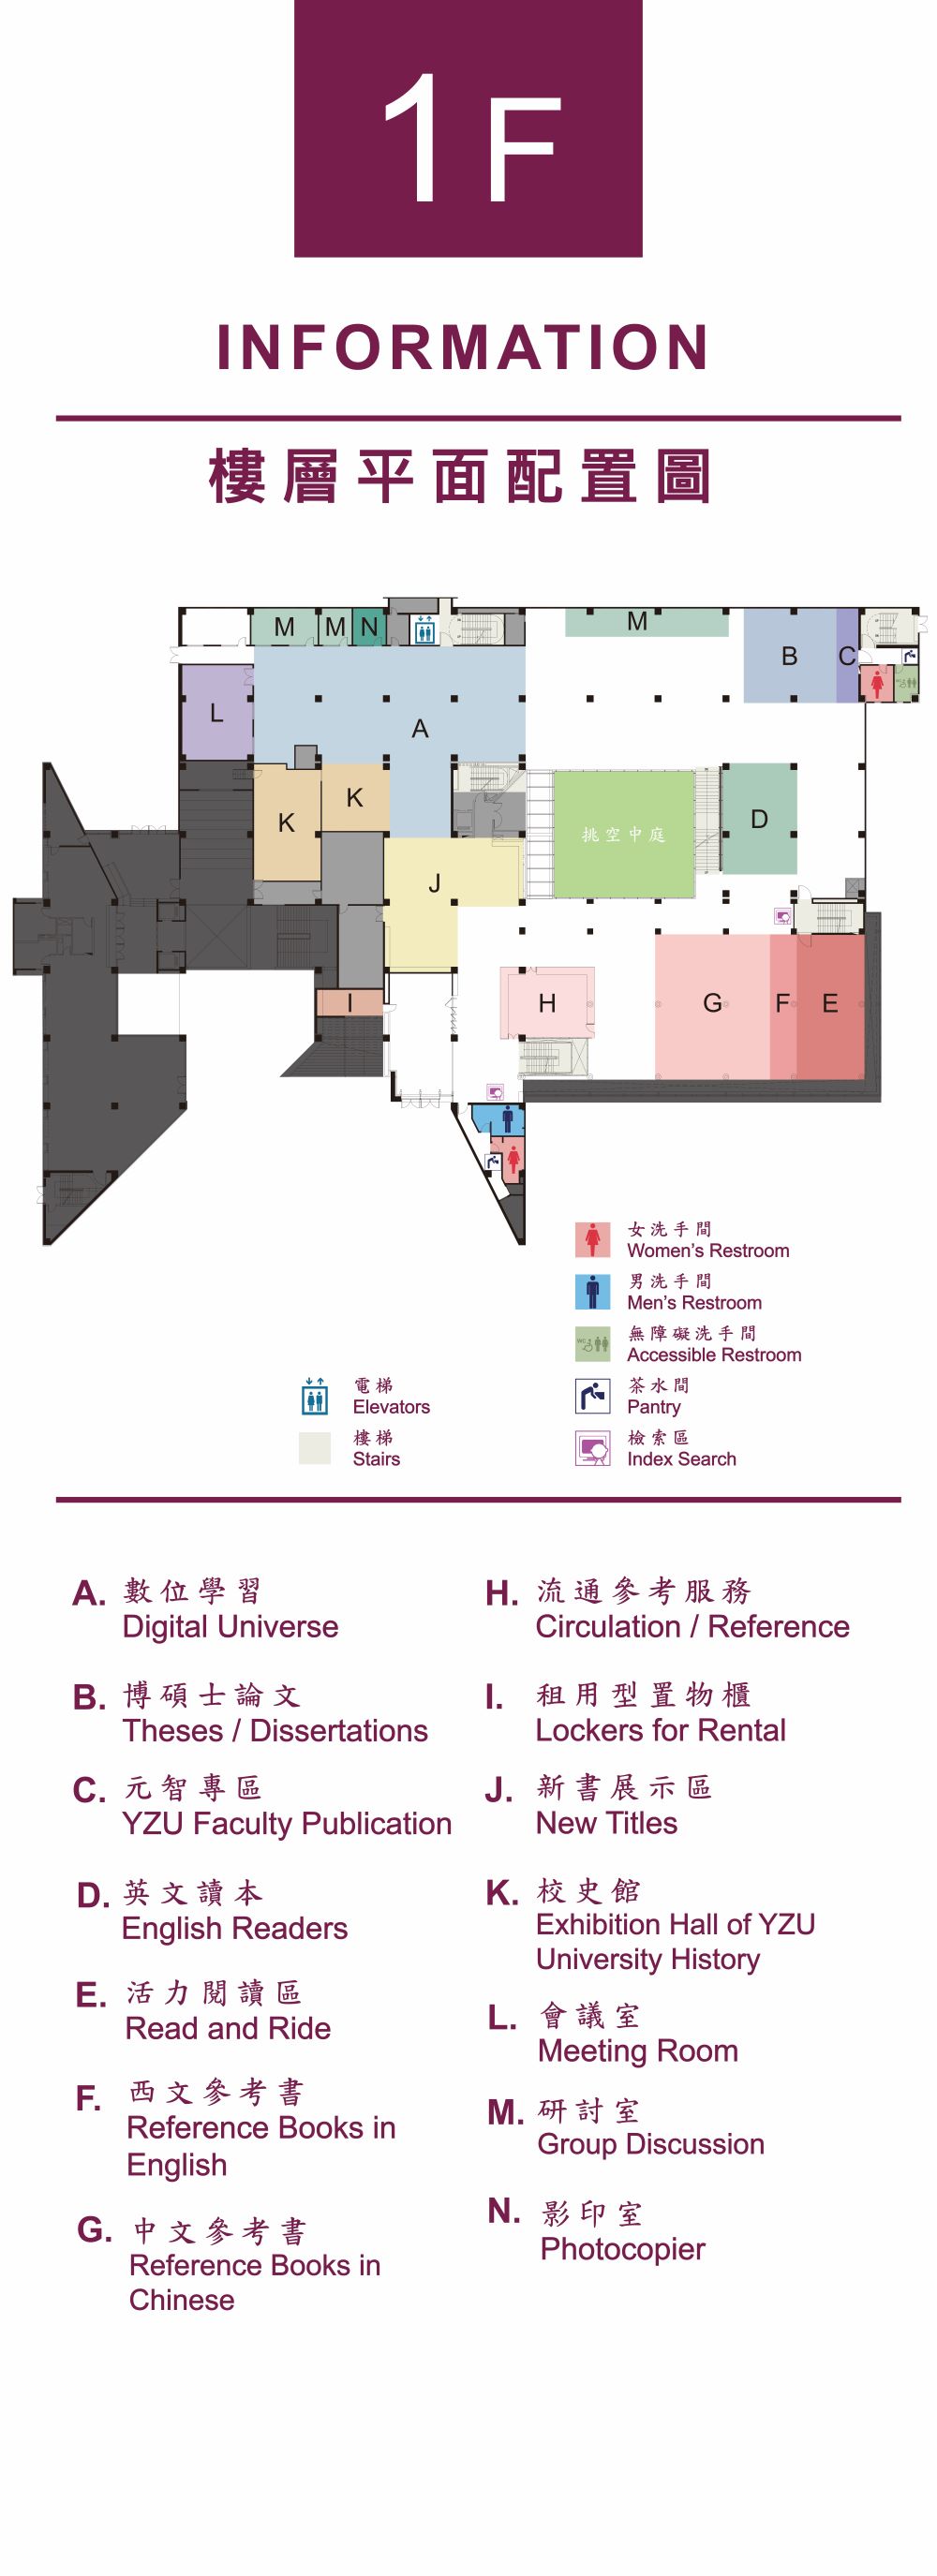 1F
INFORMATION
樓層平面配置圖
M M N M
B C
L A
K K D
挑空中庭
J
I H G F E
女洗手間
Women's Restroom
男洗手間
Men's Restroom
無障礙洗手間
Accessible Restroom
電梯
Elevators
茶水間
Pantry
樓梯
Stairs
檢索區
Index Search
A. 數位學習
Digital Universe
B. 博碩士論文
Theses / Dissertations
C. 元智專區
YZU Faculty Publication
D. 英文讀本
English Readers
E. 活力閱讀區
Read and Ride
F. 西文參考書
Reference Books in
English
G. 中文參考書
Reference Books in
Chinese
H. 流通參考服務
Circulation / Reference
I. 租用型置物櫃
Lockers for Rental
J. 新書展示區
New Titles
K. 校史館
Exhibition Hall of YZU
University History
L. 會議室
Meeting Room
M. 研討室
Group Discussion
N. 影印室
Photocopier